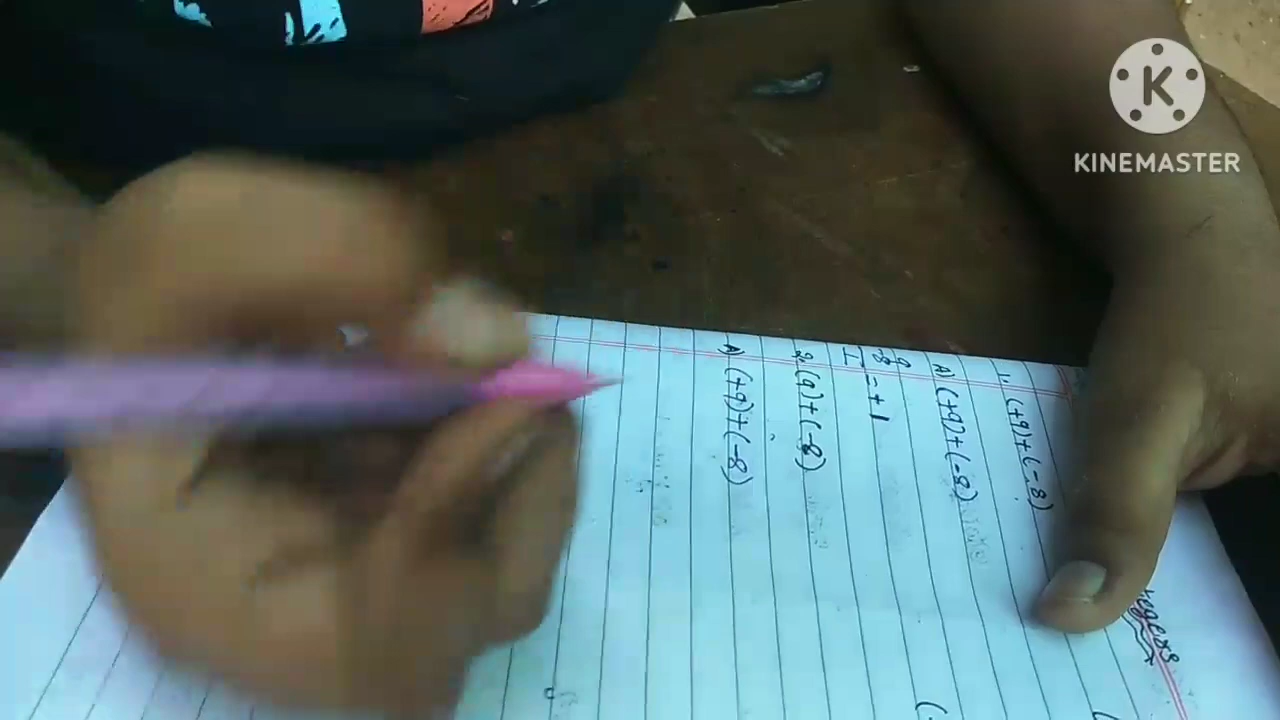 KINEMASTER
1. (+9)+(-8)
A) (+9)+(-8)
= +1
2. (9)+(-8)
A) (+9)+(-8)